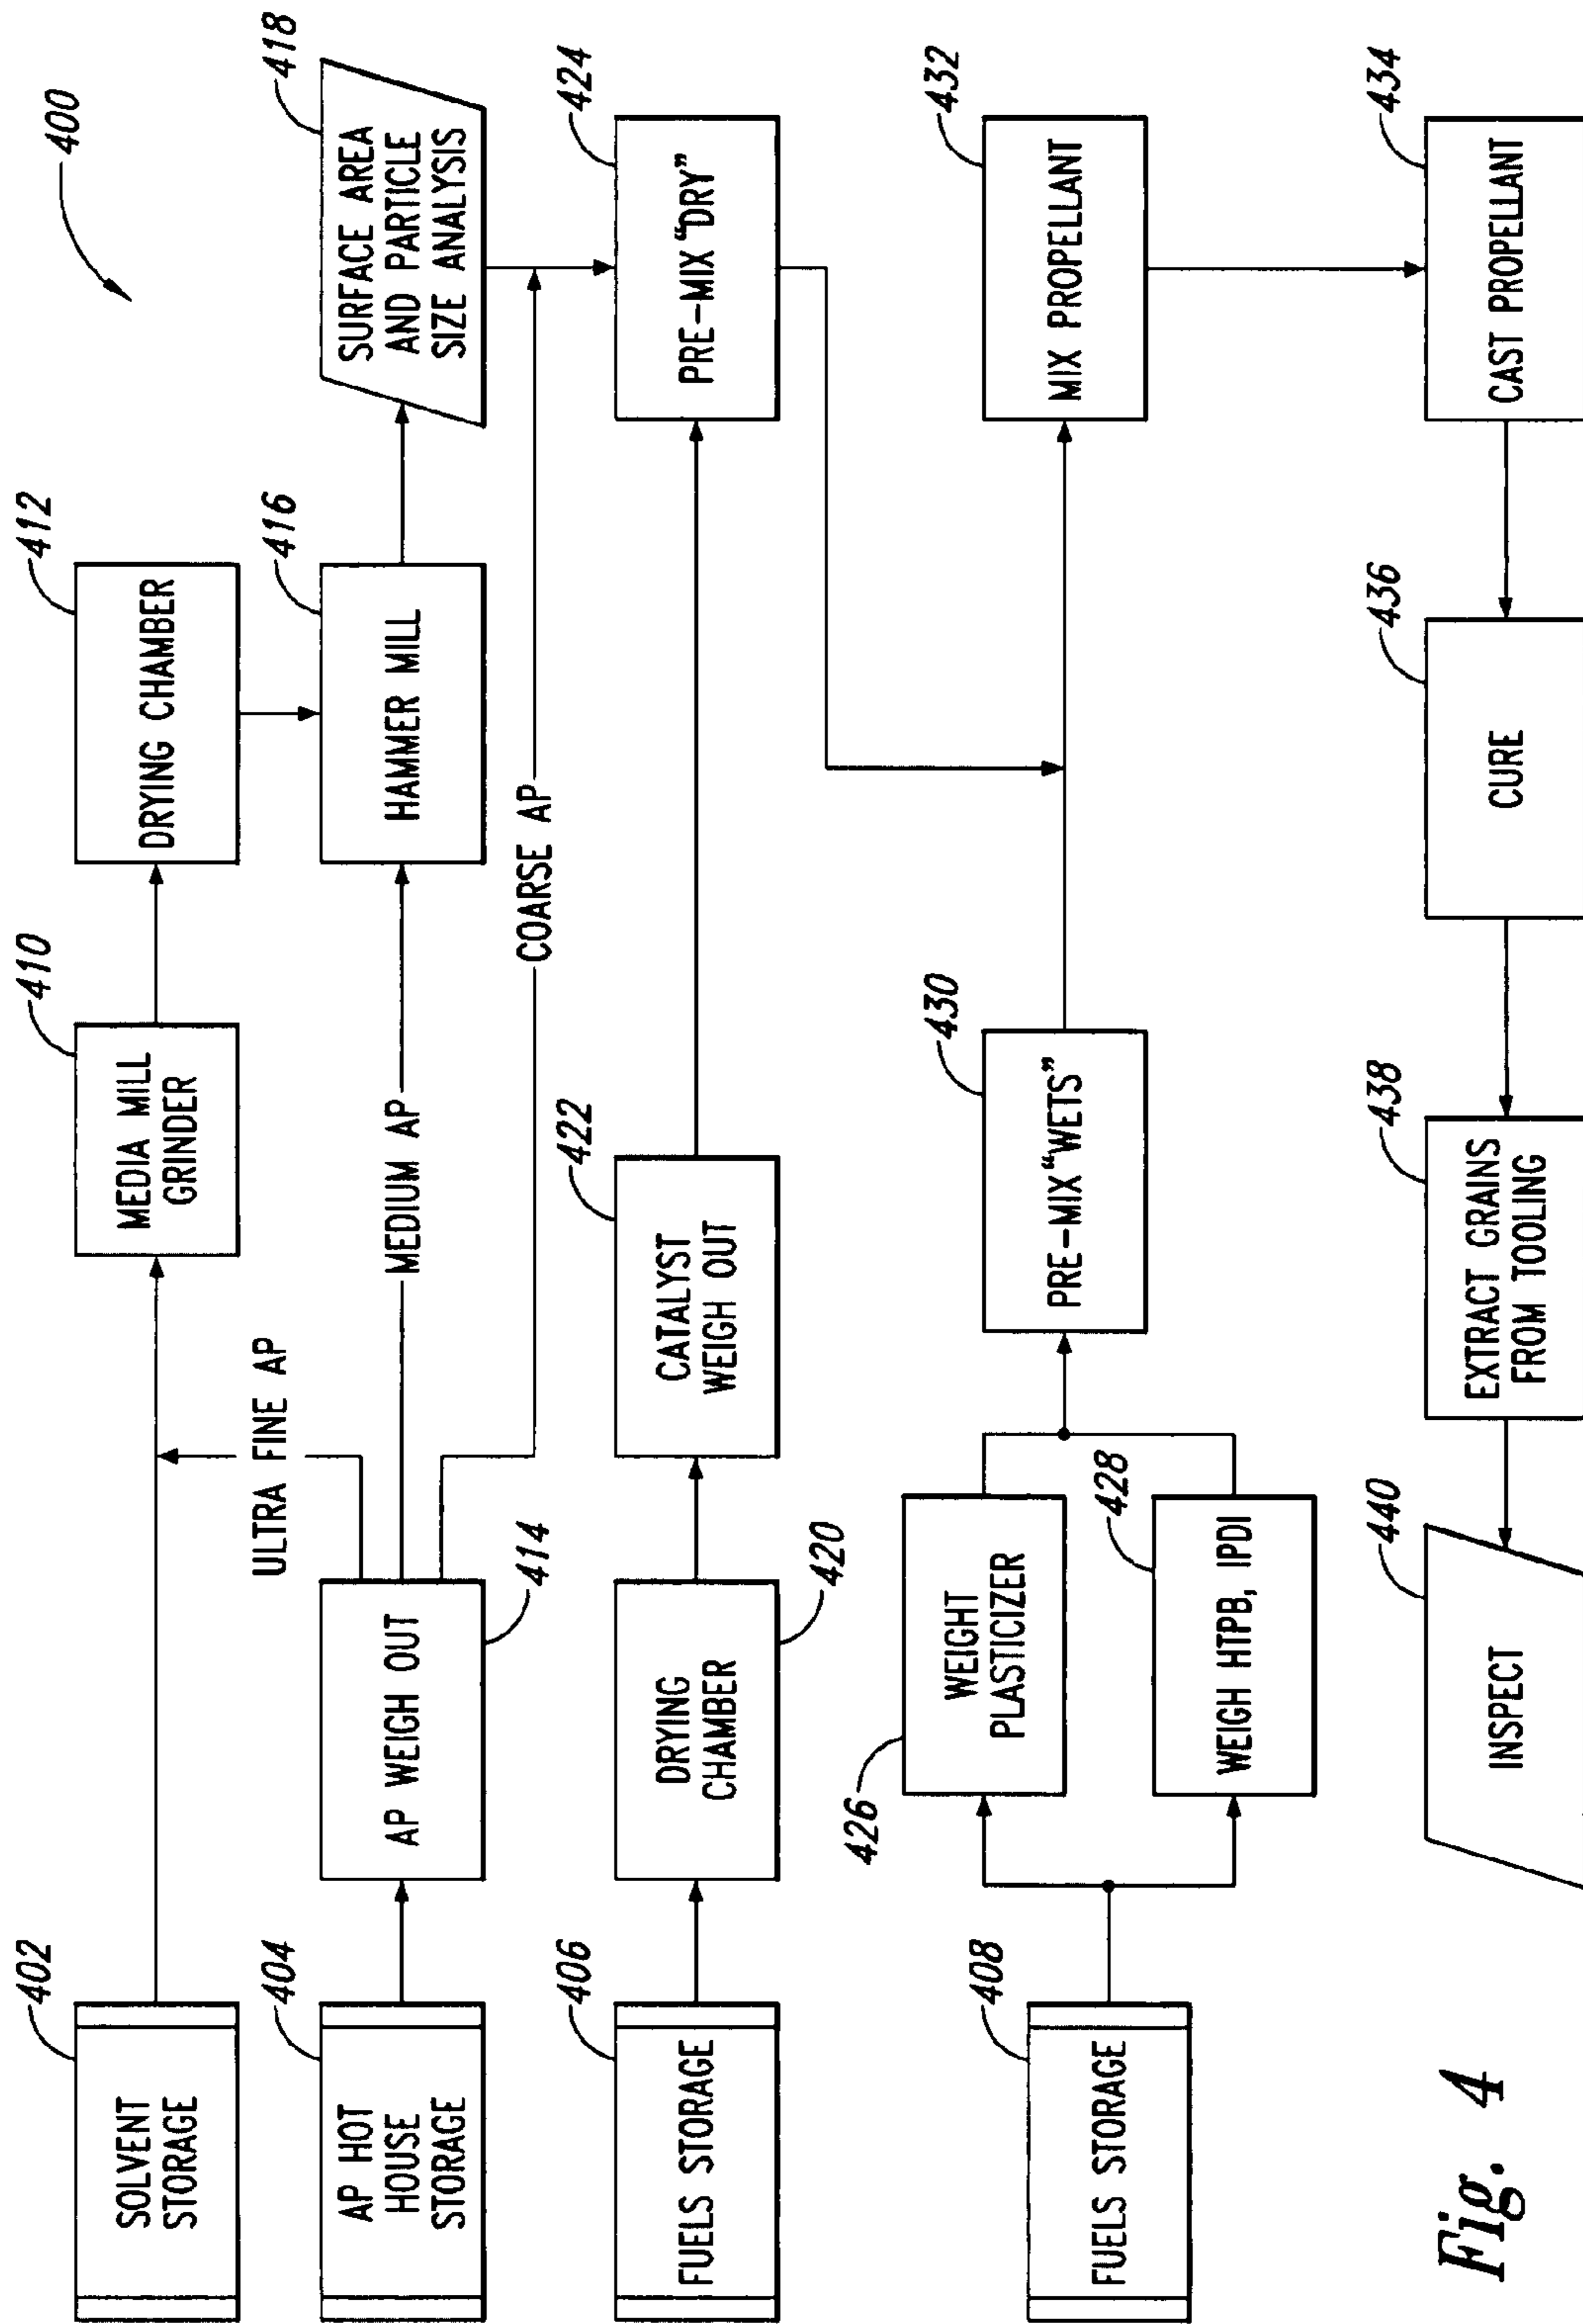 400
402
SOLVENT
STORAGE
410
MEDIA MILL
GRINDER
412
DRYING CHAMBER
ULTRA FINE AP
404
AP HOT
HOUSE
STORAGE
AP WEIGH OUT
414
MEDIUM AP
416
HAMMER MILL
418
SURFACE AREA
AND PARTICLE
SIZE ANALYSIS
COARSE AP
406
FUELS STORAGE
DRYING
CHAMBER
420
422
CATALYST
WEIGH OUT
424
PRE-MIX “DRY”
408
FUELS STORAGE
426
WEIGHT
PLASTICIZER
428
WEIGH HTPB, IPDI
430
PRE-MIX “WETS”
432
MIX PROPELLANT
434
CAST PROPELLANT
436
CURE
438
EXTRACT GRAINS
FROM TOOLING
440
INSPECT
Fig. 4